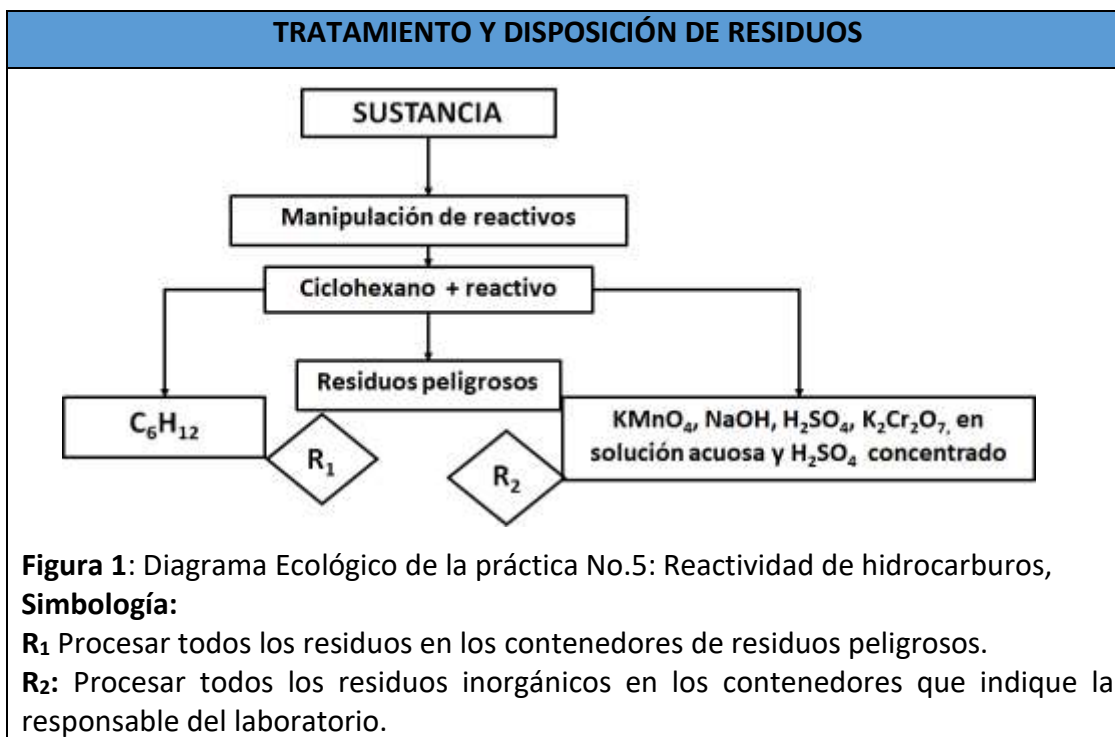 TRATAMIENTO Y DISPOSICIÓN DE RESIDUOS
SUSTANCIA
Manipulación de reactivos
Ciclohexano + reactivo
Residuos peligrosos
C₆H₁₂
R₁
R₂
KMnO₄, NaOH, H₂SO₄, K₂Cr₂O₇, en
solución acuosa y H₂SO₄ concentrado
Figura 1: Diagrama Ecológico de la práctica No.5: Reactividad de hidrocarburos,
Simbología:
R₁ Procesar todos los residuos en los contenedores de residuos peligrosos.
R₂: Procesar todos los residuos inorgánicos en los contenedores que indique la
responsable del laboratorio.